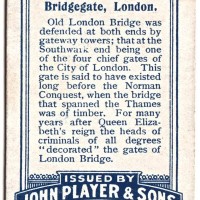 Bridgegate, London.
Old London Bridge was
defended at both ends by
gateway towers; that at the
Southwark end being one
of the four chief gates of
the City of London. This
gate is said to have existed
long before the Norman
Conquest, when the bridge
that spanned the Thames
was of timber. For many
years after Queen Eliza-
beth's reign the heads of
criminals of all degrees
"decorated" the gates of
London Bridge.
ISSUED BY
JOHN PLAYER & SONS